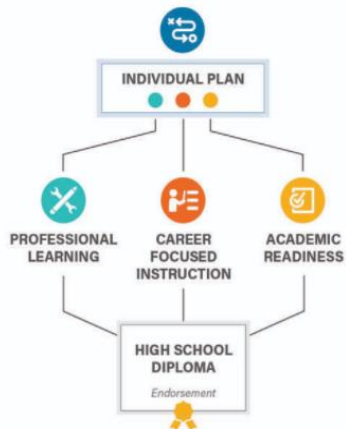 INDIVIDUAL PLAN
PROFESSIONAL
LEARNING
CAREER
FOCUSED
INSTRUCTION
ACADEMIC
READINESS
HIGH SCHOOL
DIPLOMA
Endorsement